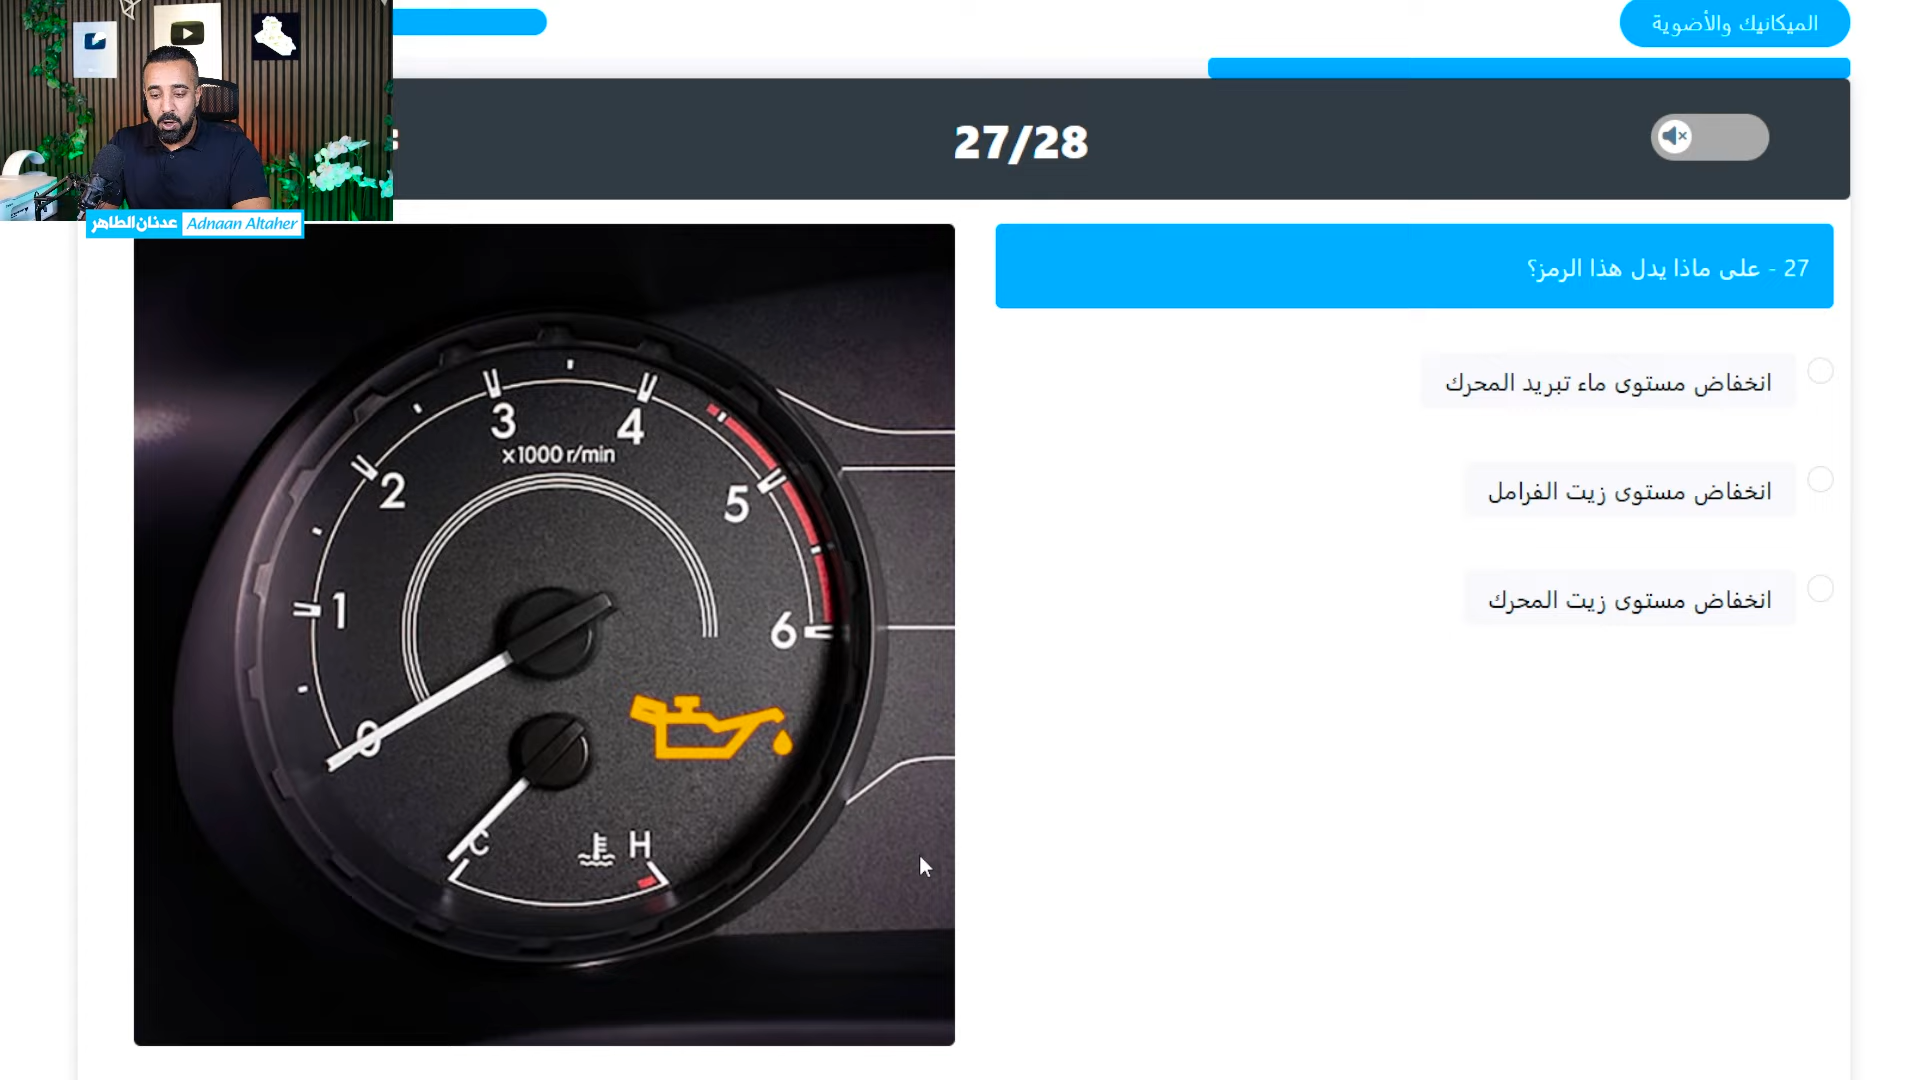 الميكانيك والأضوية
27/28
عدنان الطاهر Adnaan Altaher
27 - على ماذا يدل هذا الرمز؟
انخفاض مستوى ماء تبريد المحرك
انخفاض مستوى زيت الفرامل
انخفاض مستوى زيت المحرك
3
4
x1000 r/min
2
5
1
6
0
C
H